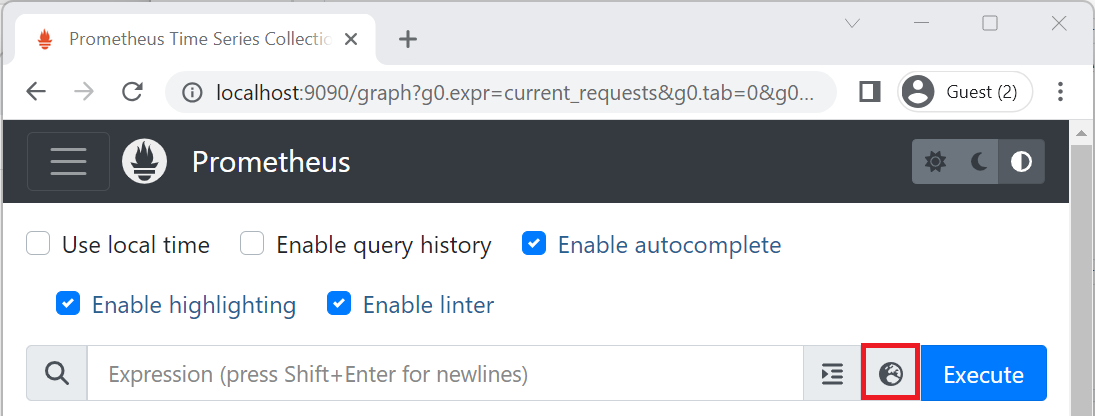 Prometheus Time Series Collectio
localhost:9090/graph?g0.expr=current_requests&g0.tab=0&g0...
Guest (2)
Prometheus
Use local time
Enable query history
Enable autocomplete
Enable highlighting
Enable linter
Expression (press Shift+Enter for newlines)
Execute